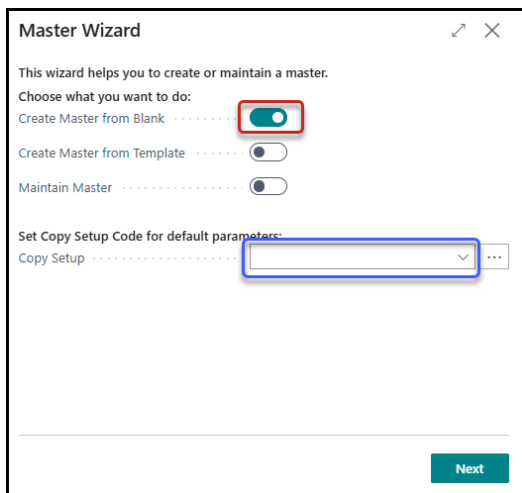 Master Wizard
This wizard helps you to create or maintain a master.
Choose what you want to do:
Create Master from Blank
Create Master from Template
Maintain Master
Set Copy Setup Code for default parameters:
Copy Setup
Next